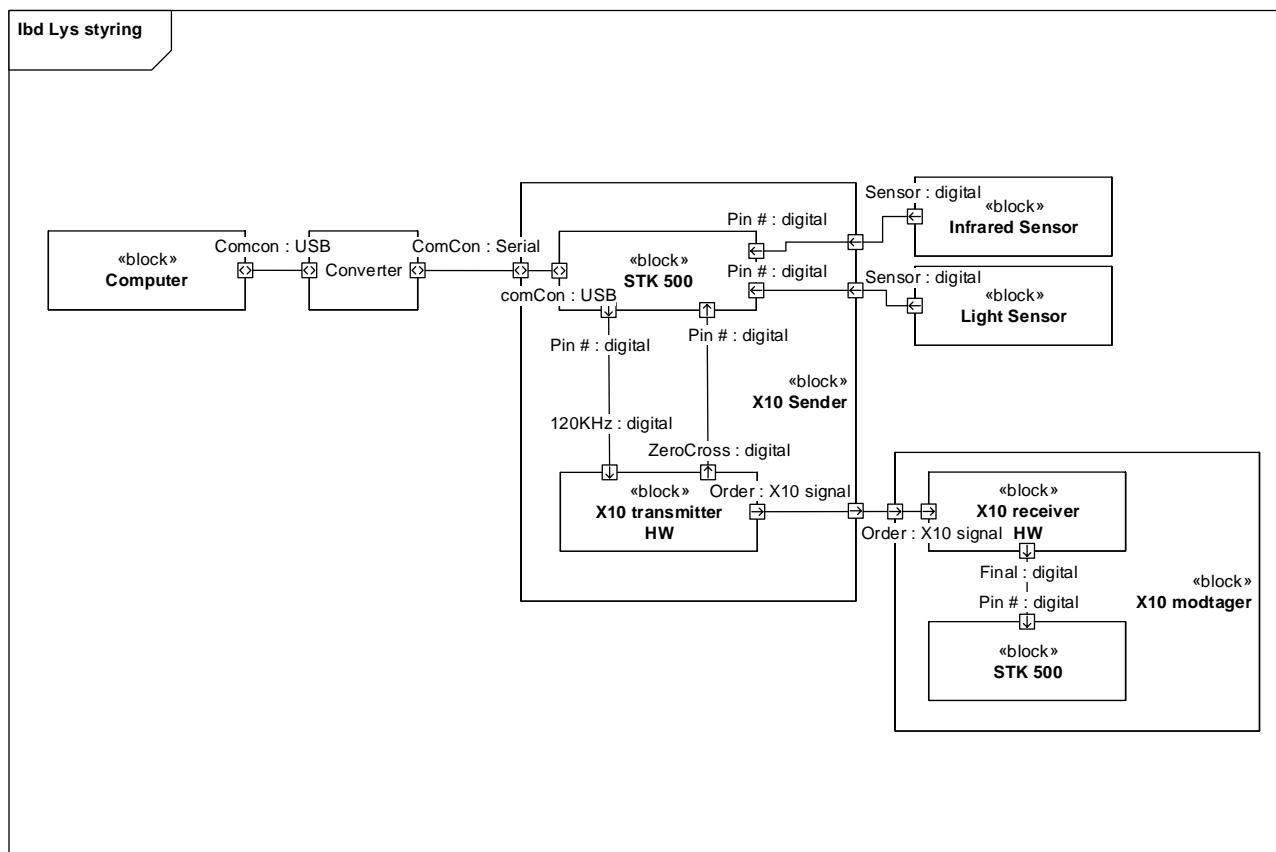 Ibd Lys styring
«block»
Computer
Comcon : USB
Converter
ComCon : Serial
comCon : USB
«block»
STK 500
Pin # : digital
Pin # : digital
Sensor : digital
«block»
Infrared Sensor
Sensor : digital
«block»
Light Sensor
Pin # : digital
Pin # : digital
«block»
X10 Sender
120KHz : digital
ZeroCross : digital
«block»
X10 transmitter
HW
Order : X10 signal
Order : X10 signal
«block»
X10 receiver
HW
Final : digital
Pin # : digital
«block»
X10 modtager
«block»
STK 500